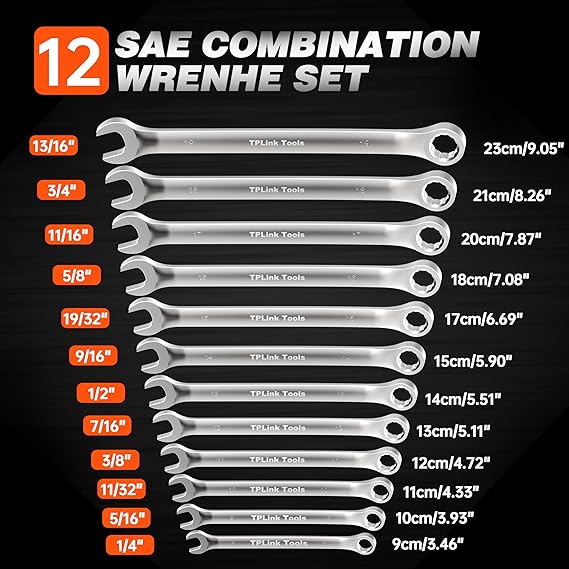 12
SAE COMBINATION
WRENHE SET
13/16" TPLink Tools 23cm/9.05"
3/4" TPLink Tools 21cm/8.26"
11/16" TPLink Tools 20cm/7.87"
5/8" TPLink Tools 18cm/7.08"
19/32" TPLink Tools 17cm/6.69"
9/16" TPLink Tools 15cm/5.90"
1/2" TPLink Tools 14cm/5.51"
7/16" TPLink Tools 13cm/5.11"
3/8" TPLink Tools 12cm/4.72"
11/32" TPLink Tools 11cm/4.33"
5/16" TPLink Tools 10cm/3.93"
1/4" TPLink Tools 9cm/3.46"